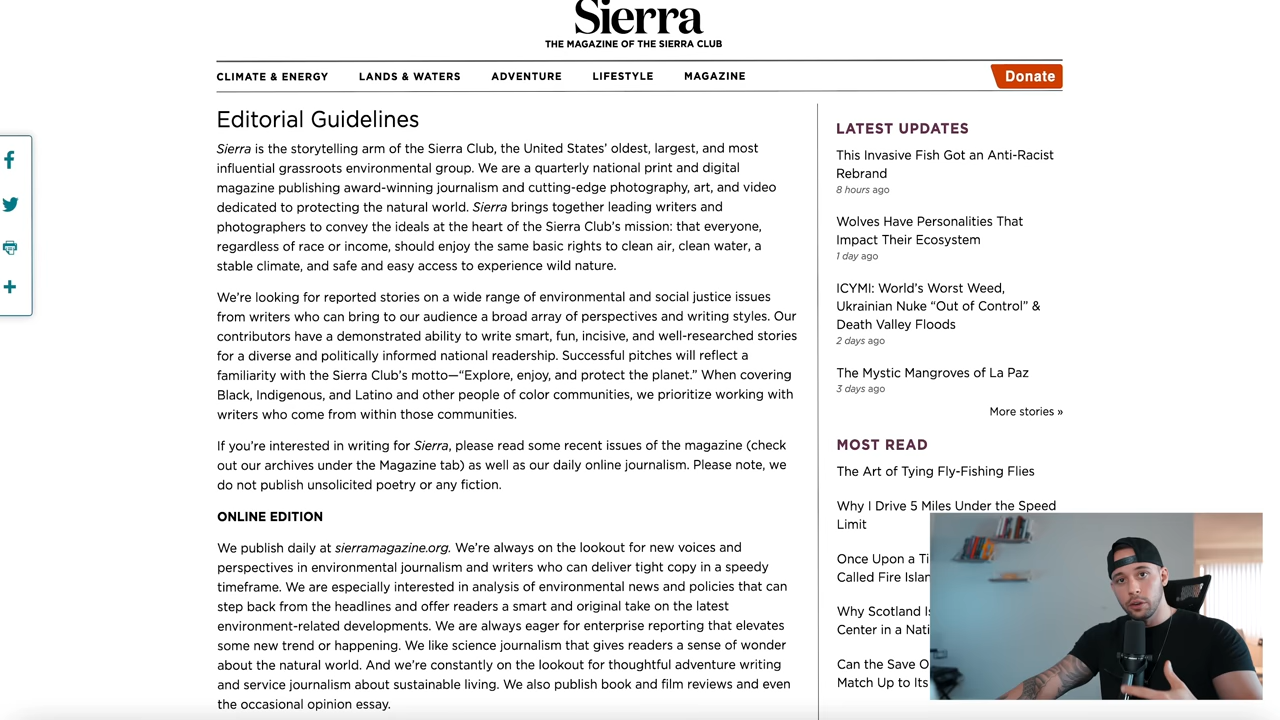 Sierra
THE MAGAZINE OF THE SIERRA CLUB
CLIMATE & ENERGY LANDS & WATERS ADVENTURE LIFESTYLE MAGAZINE Donate
Editorial Guidelines
Sierra is the storytelling arm of the Sierra Club, the United States’ oldest, largest, and most
influential grassroots environmental group. We are a quarterly national print and digital
magazine publishing award-winning journalism and cutting-edge photography, art, and video
dedicated to protecting the natural world. Sierra brings together leading writers and
photographers to convey the ideals at the heart of the Sierra Club’s mission: that everyone,
regardless of race or income, should enjoy the same basic rights to clean air, clean water, a
stable climate, and safe and easy access to experience wild nature.
We’re looking for reported stories on a wide range of environmental and social justice issues
from writers who can bring to our audience a broad array of perspectives and writing styles. Our
contributors have a demonstrated ability to write smart, fun, incisive, and well-researched stories
for a diverse and politically informed national readership. Successful pitches will reflect a
familiarity with the Sierra Club’s motto—“Explore, enjoy, and protect the planet.” When covering
Black, Indigenous, and Latino and other people of color communities, we prioritize working with
writers who come from within those communities.
If you’re interested in writing for Sierra, please read some recent issues of the magazine (check
out our archives under the Magazine tab) as well as our daily online journalism. Please note, we
do not publish unsolicited poetry or any fiction.
ONLINE EDITION
We publish daily at sierramagazine.org. We’re always on the lookout for new voices and
perspectives in environmental journalism and writers who can deliver tight copy in a speedy
timeframe. We are especially interested in analysis of environmental news and policies that can
step back from the headlines and offer readers a smart and original take on the latest
environment-related developments. We are always eager for enterprise reporting that elevates
some new trend or happening. We like science journalism that gives readers a sense of wonder
about the natural world. And we’re constantly on the lookout for thoughtful adventure writing
and service journalism about sustainable living. We also publish book and film reviews and even
the occasional opinion essay.
LATEST UPDATES
This Invasive Fish Got an Anti-Racist
Rebrand
8 hours ago
Wolves Have Personalities That
Impact Their Ecosystem
1 day ago
ICYMI: World’s Worst Weed,
Ukrainian Nuke “Out of Control” &
Death Valley Floods
2 days ago
The Mystic Mangroves of La Paz
3 days ago
More stories »
MOST READ
The Art of Tying Fly-Fishing Flies
Why I Drive 5 Miles Under the Speed
Limit
Once Upon a Ti
Called Fire Islan
Why Scotland Is
Center in a Nati
Can the Save O
Match Up to Its